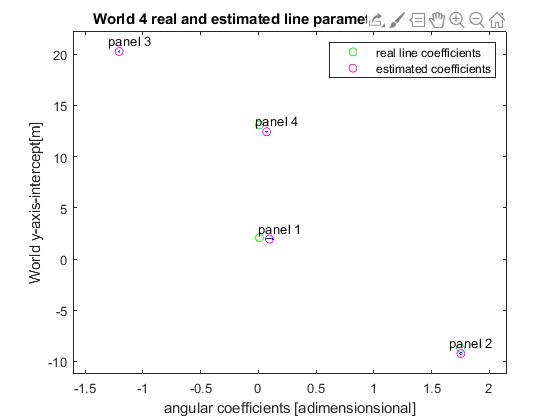 World 4 real and estimated line paramet
panel 3
real line coefficients
estimated coefficients
panel 4
panel 1
panel 2
20
15
10
5
0
-5
-10
World y-axis-intercept[m]
-1.5 -1 -0.5 0 0.5 1 1.5 2
angular coefficients [adimensionsional]